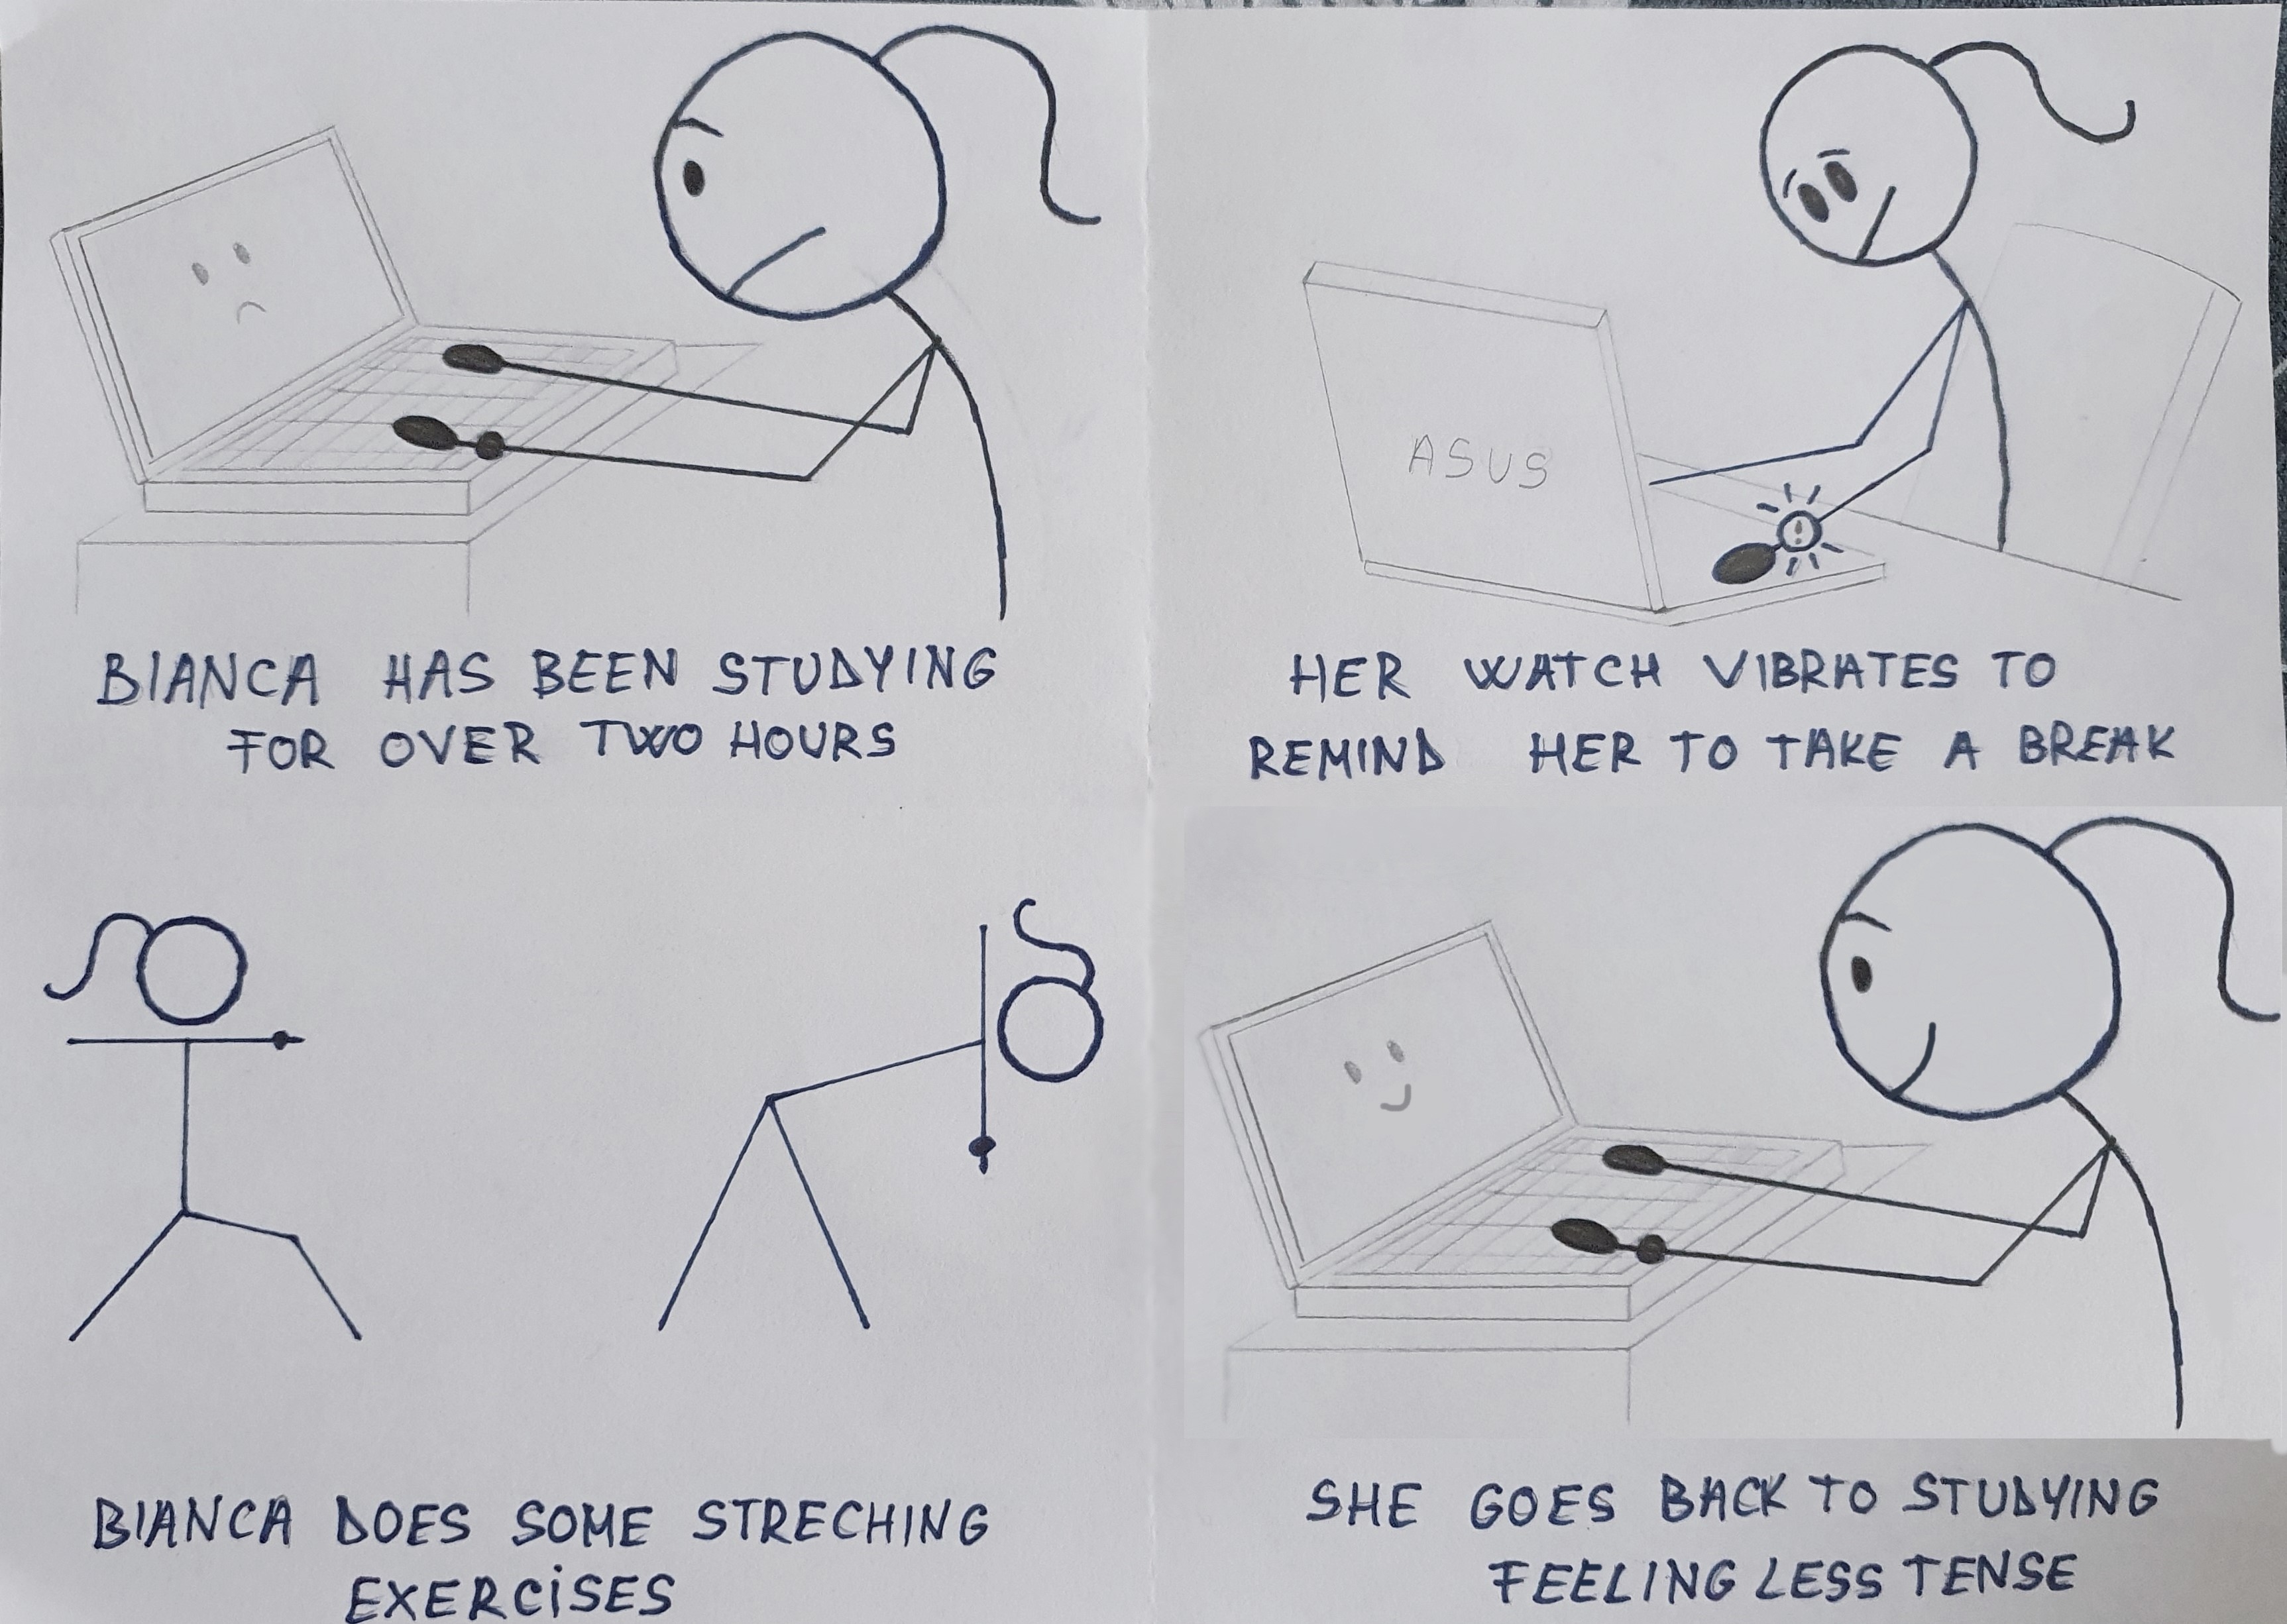 ASUS
BIANCA HAS BEEN STUDYING
FOR OVER TWO HOURS
HER WATCH VIBRATES TO
REMIND HER TO TAKE A BREAK
BIANCA DOES SOME STRECHING
EXERCiSES
SHE GOES BACK TO STUDYING
FEELING LESS TENSE